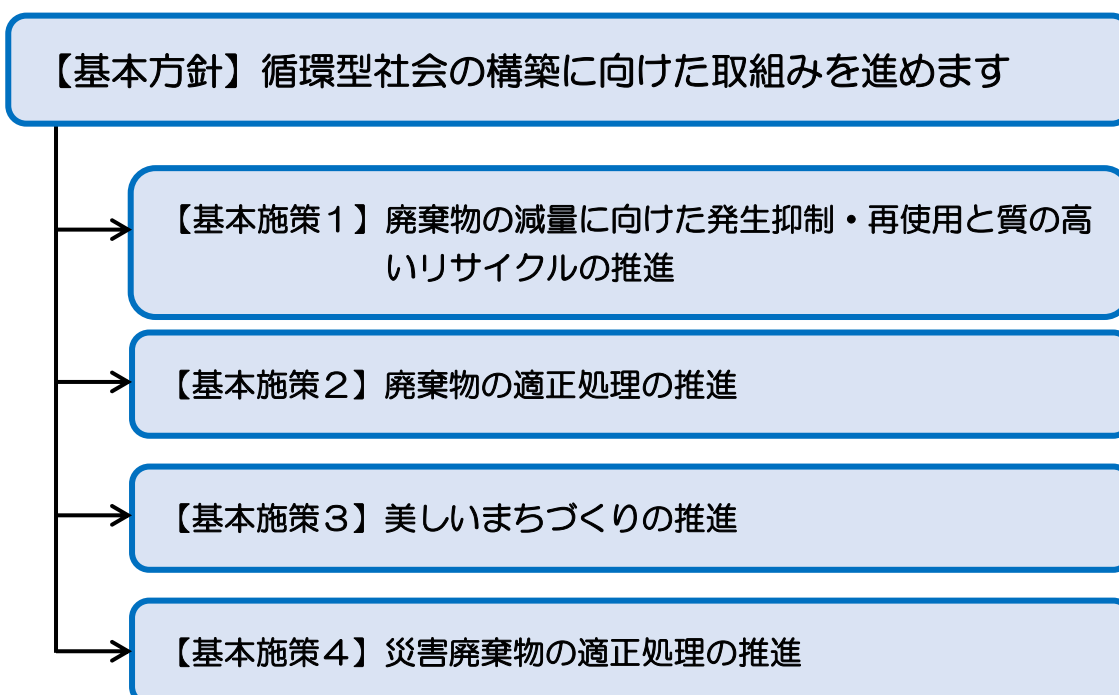 【基本方針】循環型社会の構築に向けた取組みを進めます
【基本施策１】廃棄物の減量に向けた発生抑制・再使用と質の高
いリサイクルの推進
【基本施策２】廃棄物の適正処理の推進
【基本施策３】美しいまちづくりの推進
【基本施策４】災害廃棄物の適正処理の推進